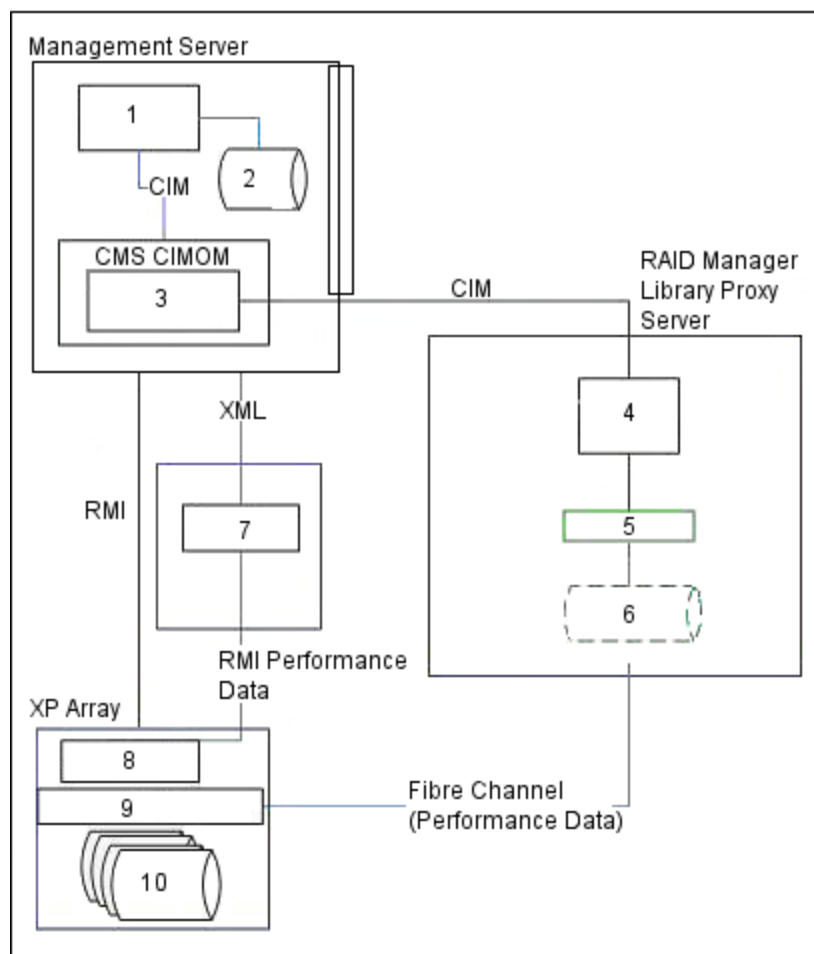 Management Server
1
2
CIM
CMS CIMOM
3
CIM
RAID Manager
Library Proxy
Server
4
5
6
XML
RMI
7
RMI Performance
Data
XP Array
8
9
10
Fibre Channel
(Performance Data)